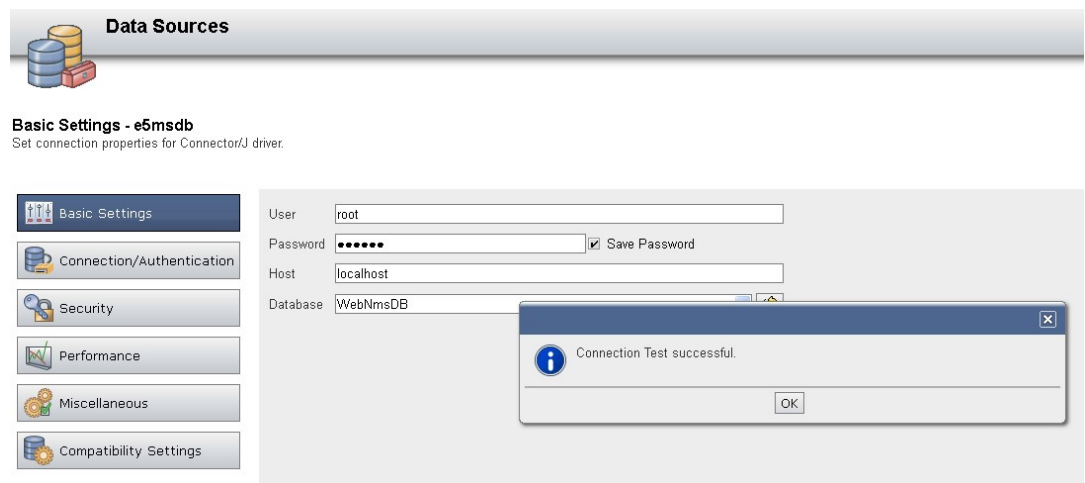 Data Sources
Basic Settings - e5msdb
Set connection properties for Connector/J driver.
Basic Settings
Connection/Authentication
Security
Performance
Miscellaneous
Compatibility Settings
User root
Password ●●●●●● Save Password
Host localhost
Database WebNmsDB
Connection Test successful.
OK